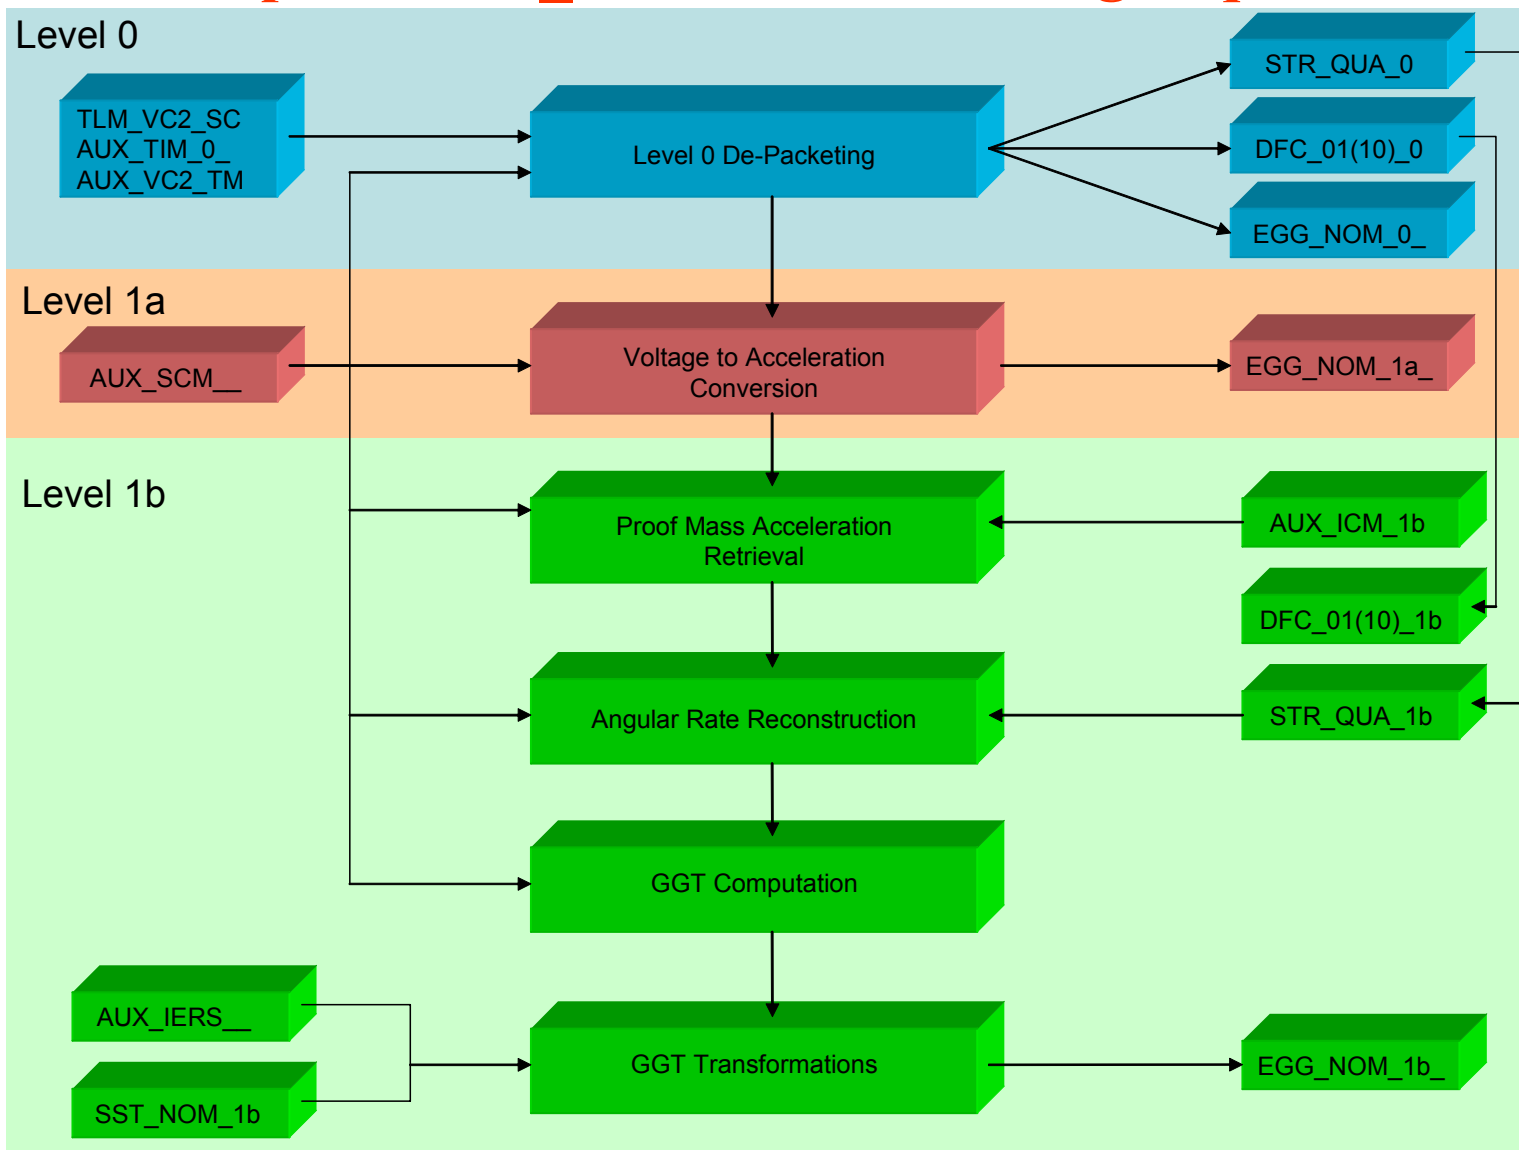 Level 0
STR_QUA_0
TLM_VC2_SC
AUX_TIM_0_
AUX_VC2_TM
Level 0 De-Packeting
DFC_01(10)_0
EGG_NOM_0_
Level 1a
AUX_SCM__
Voltage to Acceleration
Conversion
EGG_NOM_1a_
Level 1b
Proof Mass Acceleration
Retrieval
AUX_ICM_1b
DFC_01(10)_1b
Angular Rate Reconstruction
STR_QUA_1b
GGT Computation
AUX_IERS__
SST_NOM_1b
GGT Transformations
EGG_NOM_1b_